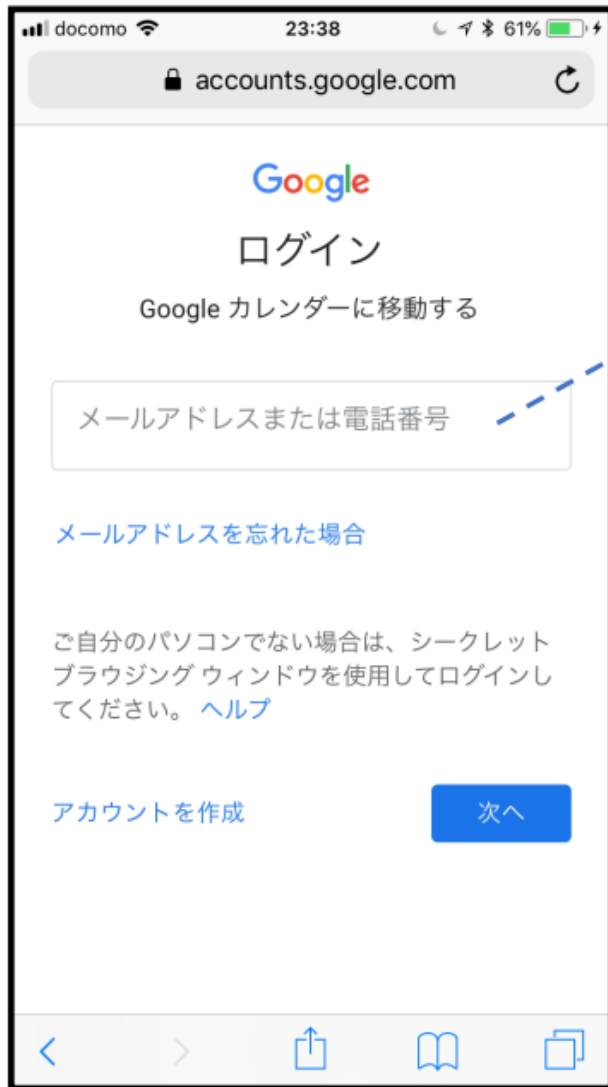 docomo 23:38 61%
accounts.google.com
Google
ログイン
Google カレンダーに移動する
メールアドレスまたは電話番号
メールアドレスを忘れた場合
ご自分のパソコンでない場合は、シークレット
ブラウジング ウィンドウを使用してログインし
てください。 ヘルプ
アカウントを作成 次へ